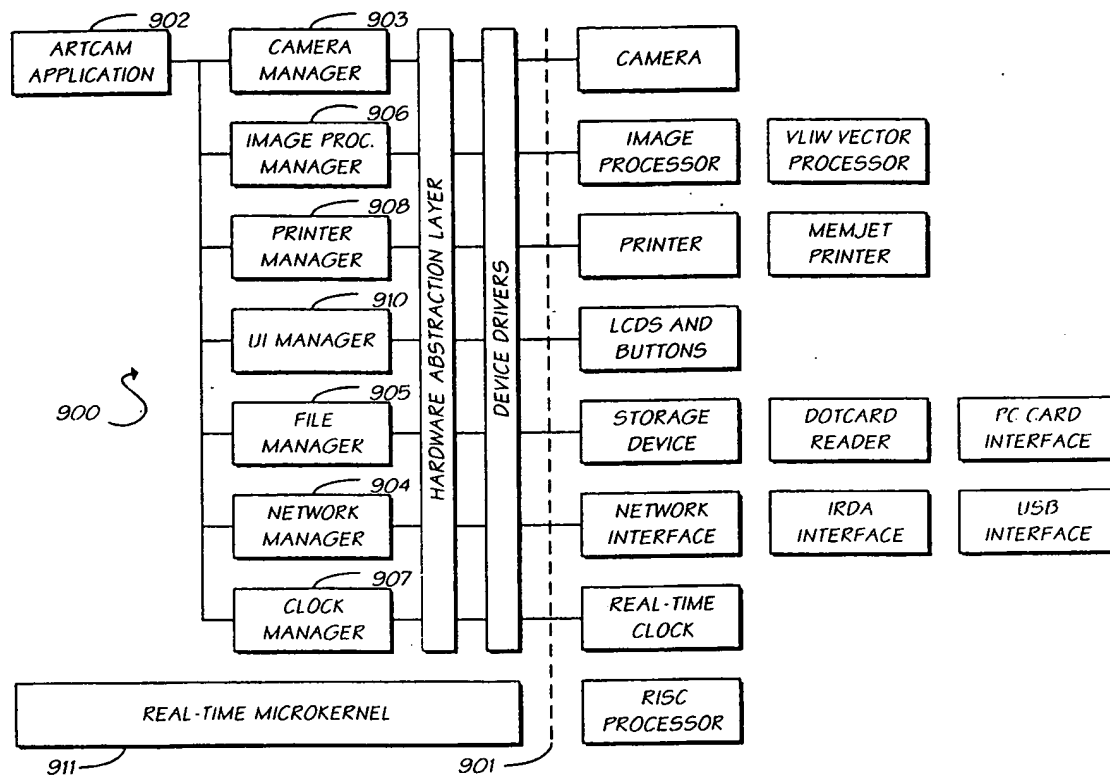 902
ARTCAM
APPLICATION
903
CAMERA
MANAGER
CAMERA
906
IMAGE PROC.
MANAGER
IMAGE
PROCESSOR
VLIW VECTOR
PROCESSOR
908
PRINTER
MANAGER
PRINTER
MEMJET
PRINTER
910
UI MANAGER
LCDS AND
BUTTONS
HARDWARE ABSTRACTION LAYER
DEVICE DRIVERS
900
905
FILE
MANAGER
STORAGE
DEVICE
DOTCARD
READER
PC CARD
INTERFACE
904
NETWORK
MANAGER
NETWORK
INTERFACE
IRDA
INTERFACE
USB
INTERFACE
907
CLOCK
MANAGER
REAL-TIME
CLOCK
REAL-TIME MICROKERNEL
RISC
PROCESSOR
911
901